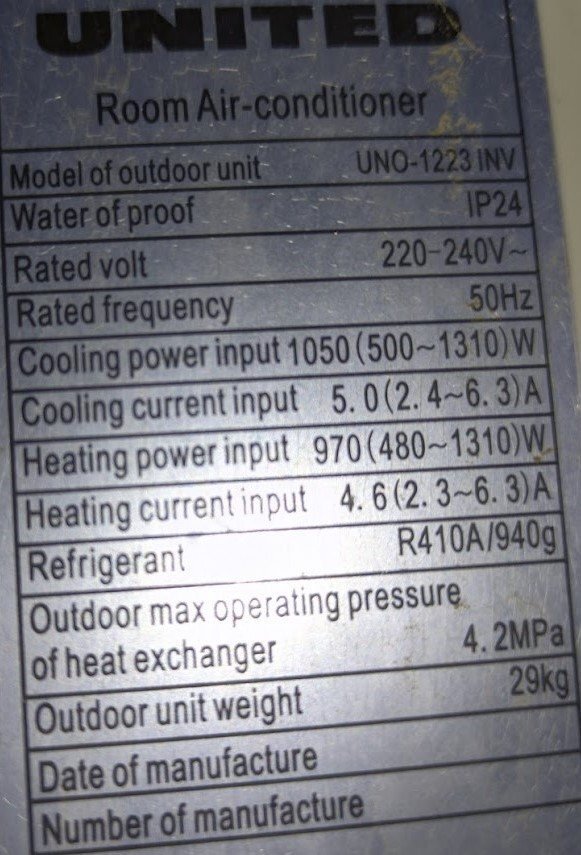 UNITED
Room Air-conditioner
Model of outdoor unit UNO-1223 INV
Water of proof IP24
Rated volt 220-240V~
Rated frequency 50Hz
Cooling power input 1050(500~1310)W
Cooling current input 5.0(2.4~6.3)A
Heating power input 970(480~1310)W
Heating current input 4.6(2.3~6.3)A
Refrigerant R410A/940g
Outdoor max operating pressure
of heat exchanger 4.2MPa
Outdoor unit weight 29kg
Date of manufacture
Number of manufacture